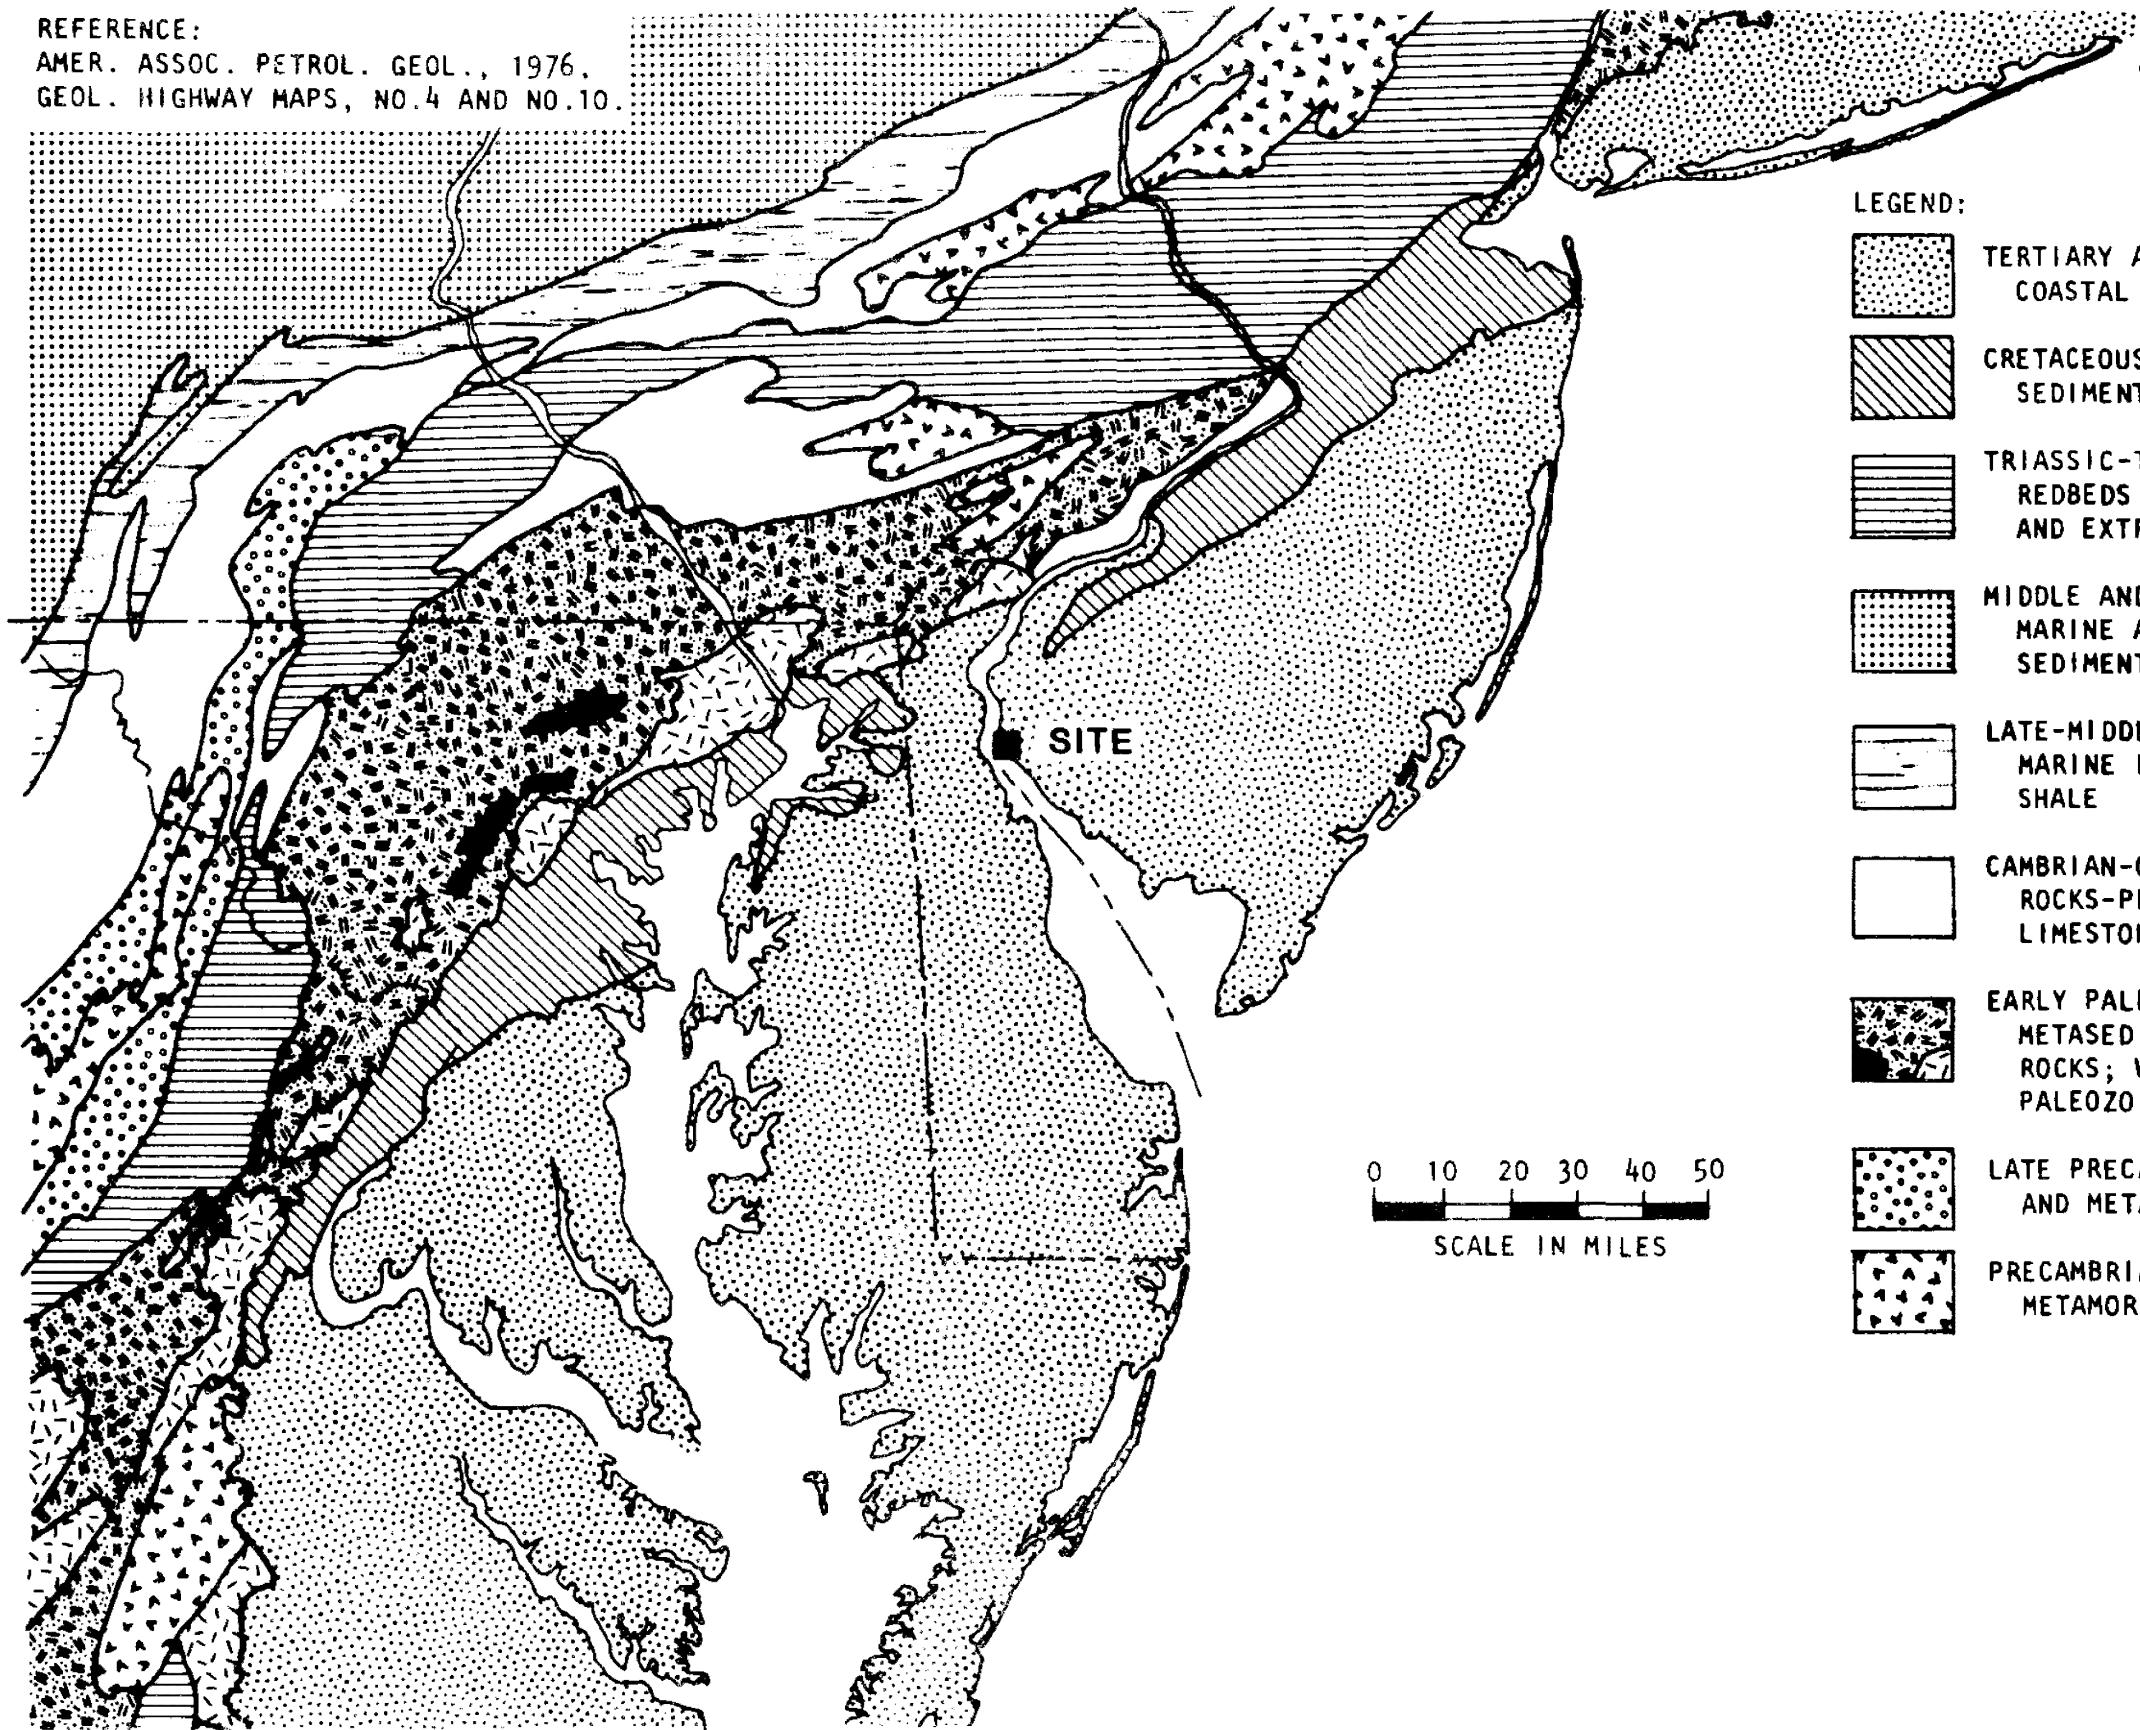 REFERENCE:
AMER. ASSOC. PETROL. GEOL., 1976.
GEOL. HIGHWAY MAPS, NO.4 AND NO.10.
LEGEND:
TERTIARY
COASTAL
CRETACEOUS
SEDIMENT
TRIASSIC-
REDBEDS
AND EXT
MIDDLE AND
MARINE
SEDIMENT
SITE
LATE-MIDD
MARINE
SHALE
CAMBRIAN-
ROCKS-P
LIMESTO
EARLY PAL
METASED
ROCKS;
PALEOZO
0 10 20 30 40 50
SCALE IN MILES
LATE PREC
AND META
PRECAMBRI
METAMOR